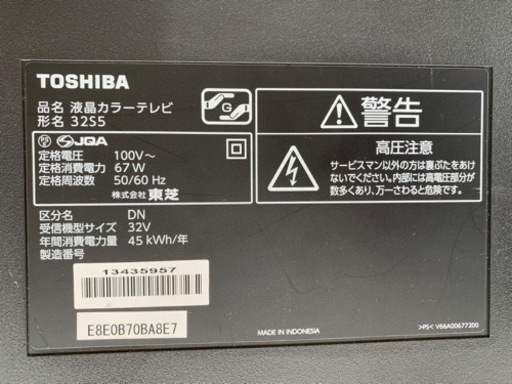 TOSHIBA
品名 液晶カラーテレビ
形名 32S5
G
JQA
定格電圧 100V～
定格消費電力 67W
定格周波数 50/60 Hz
株式会社 東芝
区分名 DN
受信機型サイズ 32V
年間消費電力量 45 kWh/年
製造番号
13435957
E8E0B70BA8E7
警告
高圧注意
サービスマン以外の方は裏ぶたをあけ
ないでください。内部には高電圧部分が
数多くあり、万一さわると危険です。
MADE IN INDONESIA
>PS< V66A00677200